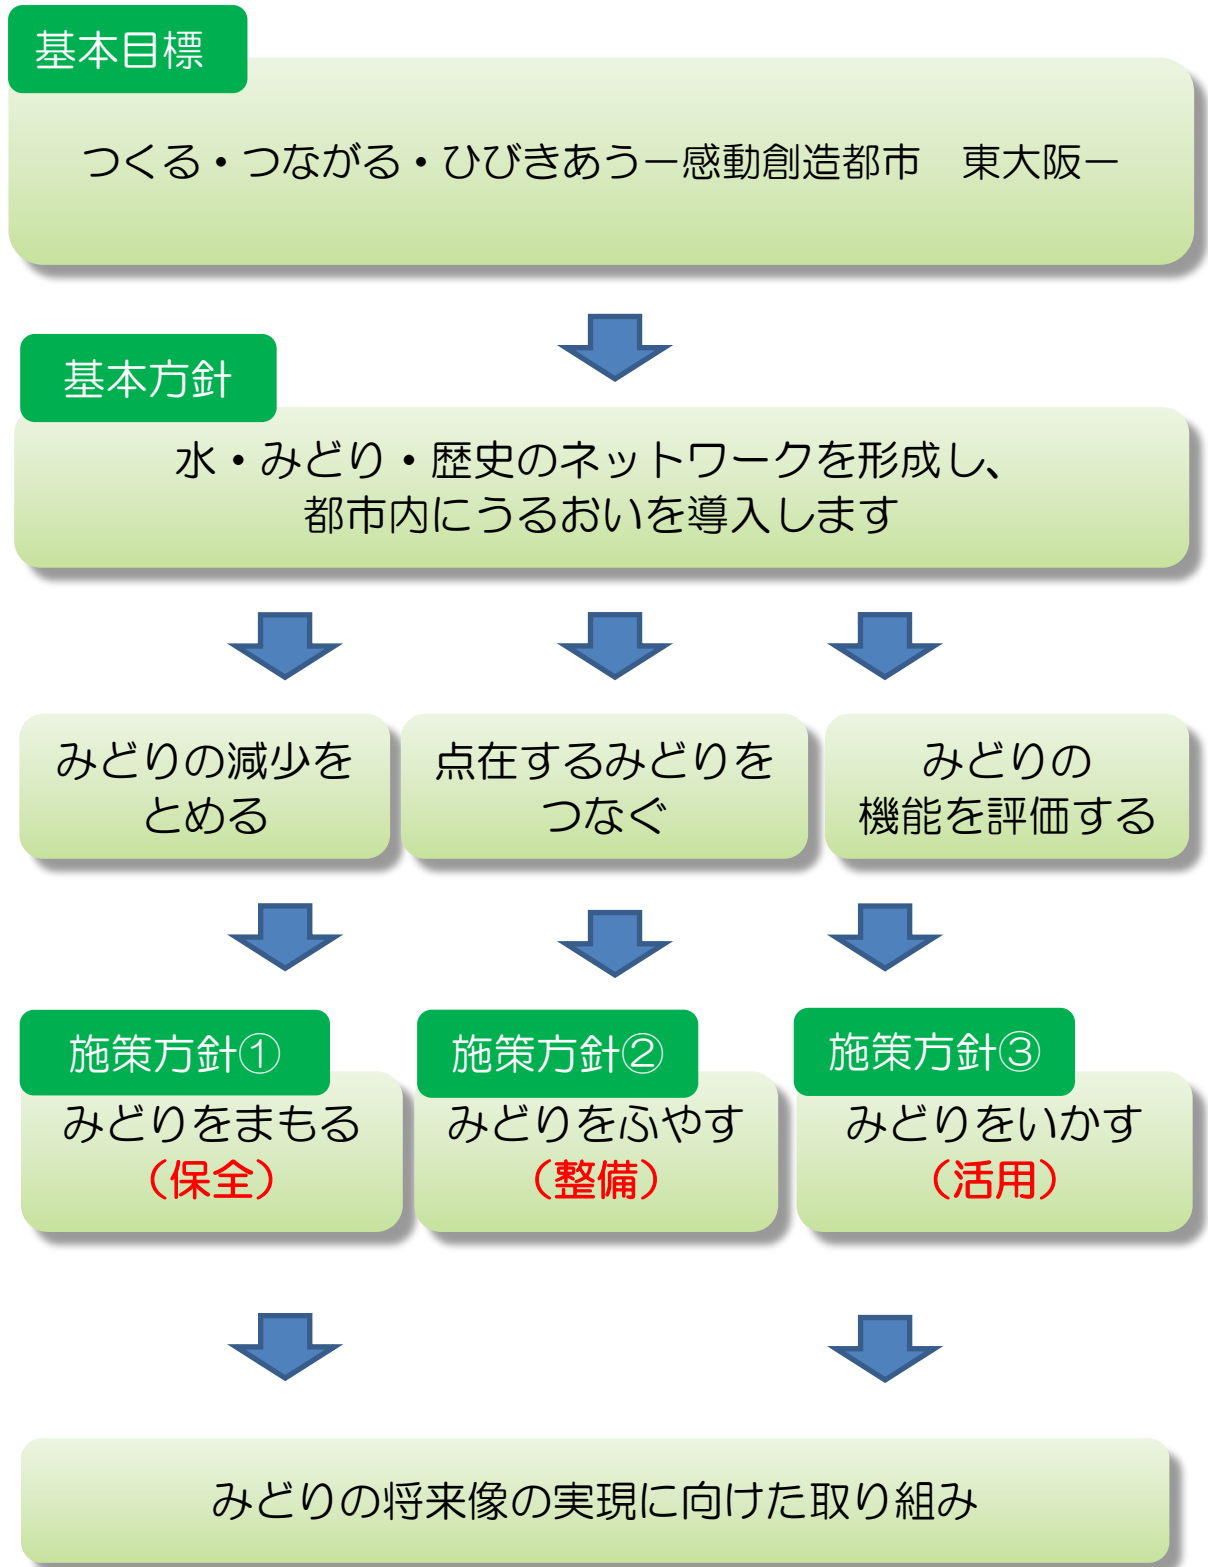 基本目標
つくる・つながる・ひびきあう－感動創造都市　東大阪－
基本方針
水・みどり・歴史のネットワークを形成し、
都市内にうるおいを導入します
みどりの減少を
とめる
点在するみどりを
つなぐ
みどりの
機能を評価する
施策方針①
みどりをまもる
（保全）
施策方針②
みどりをふやす
（整備）
施策方針③
みどりをいかす
（活用）
みどりの将来像の実現に向けた取り組み